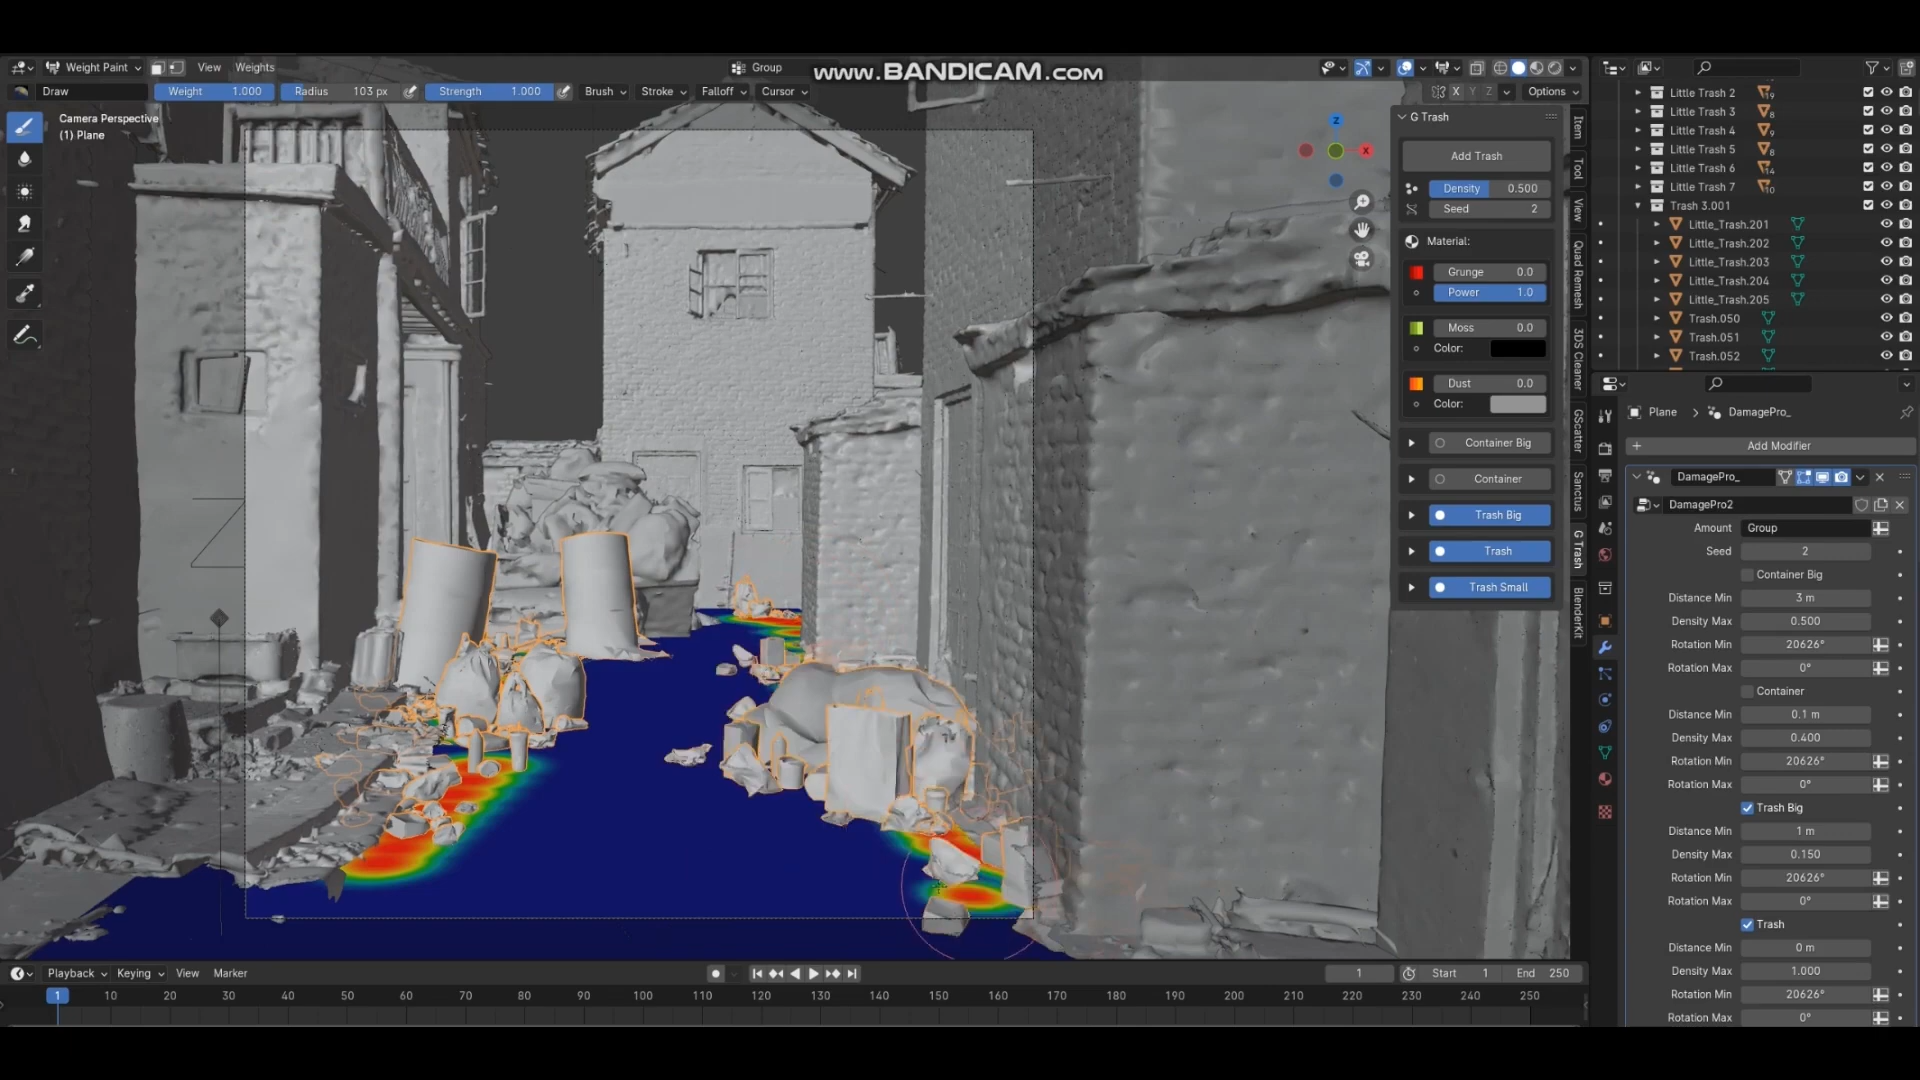 Weight Paint View Weights Group www.BANDICAM.com
Draw Weight 1.000 Radius 103 px Strength 1.000 Brush Stroke Falloff Cursor X Y Z Options
Camera Perspective
(1) Plane
Z
X
G Trash
Add Trash
Density 0.500
Seed 2
Material:
Grunge 0.0
Power 1.0
Moss 0.0
Color:
Dust 0.0
Color:
Container Big
Container
Trash Big
Trash
Trash Small
Item
Tool
View
Quad Remesh
3DS Cleaner
GScatter
Sanctus
G Trash
BlenderKit
Little Trash 2 19
Little Trash 3 8
Little Trash 4 9
Little Trash 5 8
Little Trash 6 14
Little Trash 7 10
Trash 3.001
Little_Trash.201
Little_Trash.202
Little_Trash.203
Little_Trash.204
Little_Trash.205
Trash.050
Trash.051
Trash.052
Plane > DamagePro_
+ Add Modifier
DamagePro_
DamagePro2
Amount Group
Seed 2
Container Big
Distance Min 3 m
Density Max 0.500
Rotation Min 20626°
Rotation Max 0°
Container
Distance Min 0.1 m
Density Max 0.400
Rotation Min 20626°
Rotation Max 0°
Trash Big
Distance Min 1 m
Density Max 0.150
Rotation Min 20626°
Rotation Max 0°
Trash
Distance Min 0 m
Density Max 1.000
Rotation Min 20626°
Rotation Max 0°
Playback Keying View Marker 1 Start 1 End 250
1 10 20 30 40 50 60 70 80 90 100 110 120 130 140 150 160 170 180 190 200 210 220 230 240 250